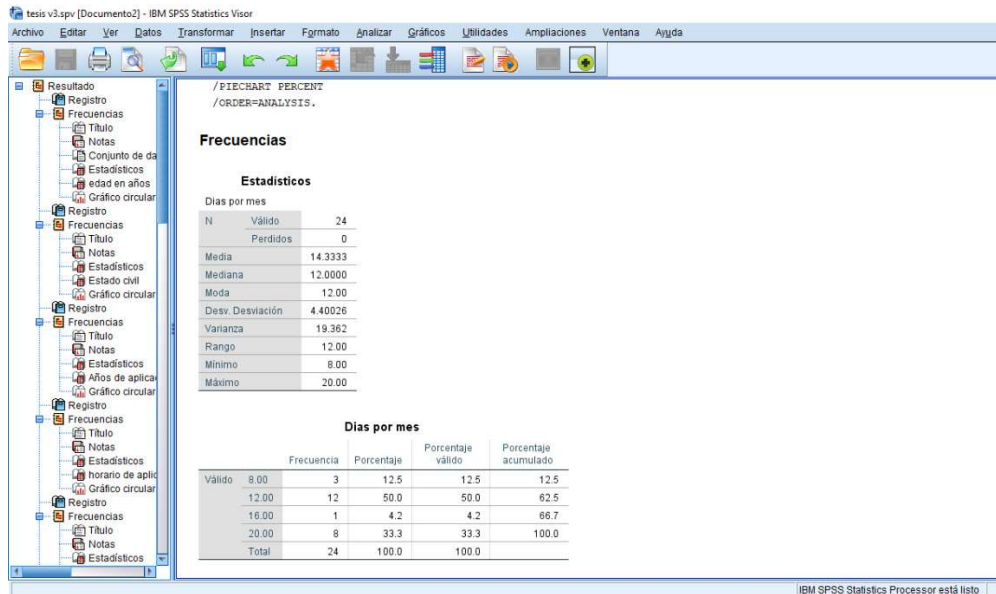 tesis v3.spv [Documento2] - IBM SPSS Statistics Visor
Archivo Editar Ver Datos Transformar Insertar Formato Analizar Gráficos Utilidades Ampliaciones Ventana Ayuda
Resultado
Registro
Frecuencias
Título
Notas
Conjunto de da
Estadísticos
edad en años
Gráfico circular
Registro
Frecuencias
Título
Notas
Estadísticos
Estado civil
Gráfico circular
Registro
Frecuencias
Título
Notas
Estadísticos
Años de aplica
Gráfico circular
Registro
Frecuencias
Título
Notas
Estadísticos
horario de aplic
Gráfico circular
Registro
Frecuencias
Título
Notas
Estadísticos
/PIECHART PERCENT
/ORDER=ANALYSIS.
Frecuencias
Estadísticos
Dias por mes
N Válido 24
Perdidos 0
Media 14.3333
Mediana 12.0000
Moda 12.00
Desv. Desviación 4.40026
Varianza 19.362
Rango 12.00
Mínimo 8.00
Máximo 20.00
Dias por mes
Frecuencia Porcentaje Porcentaje válido Porcentaje acumulado
Válido 8.00 3 12.5 12.5 12.5
12.00 12 50.0 50.0 62.5
16.00 1 4.2 4.2 66.7
20.00 8 33.3 33.3 100.0
Total 24 100.0 100.0
IBM SPSS Statistics Processor está listo